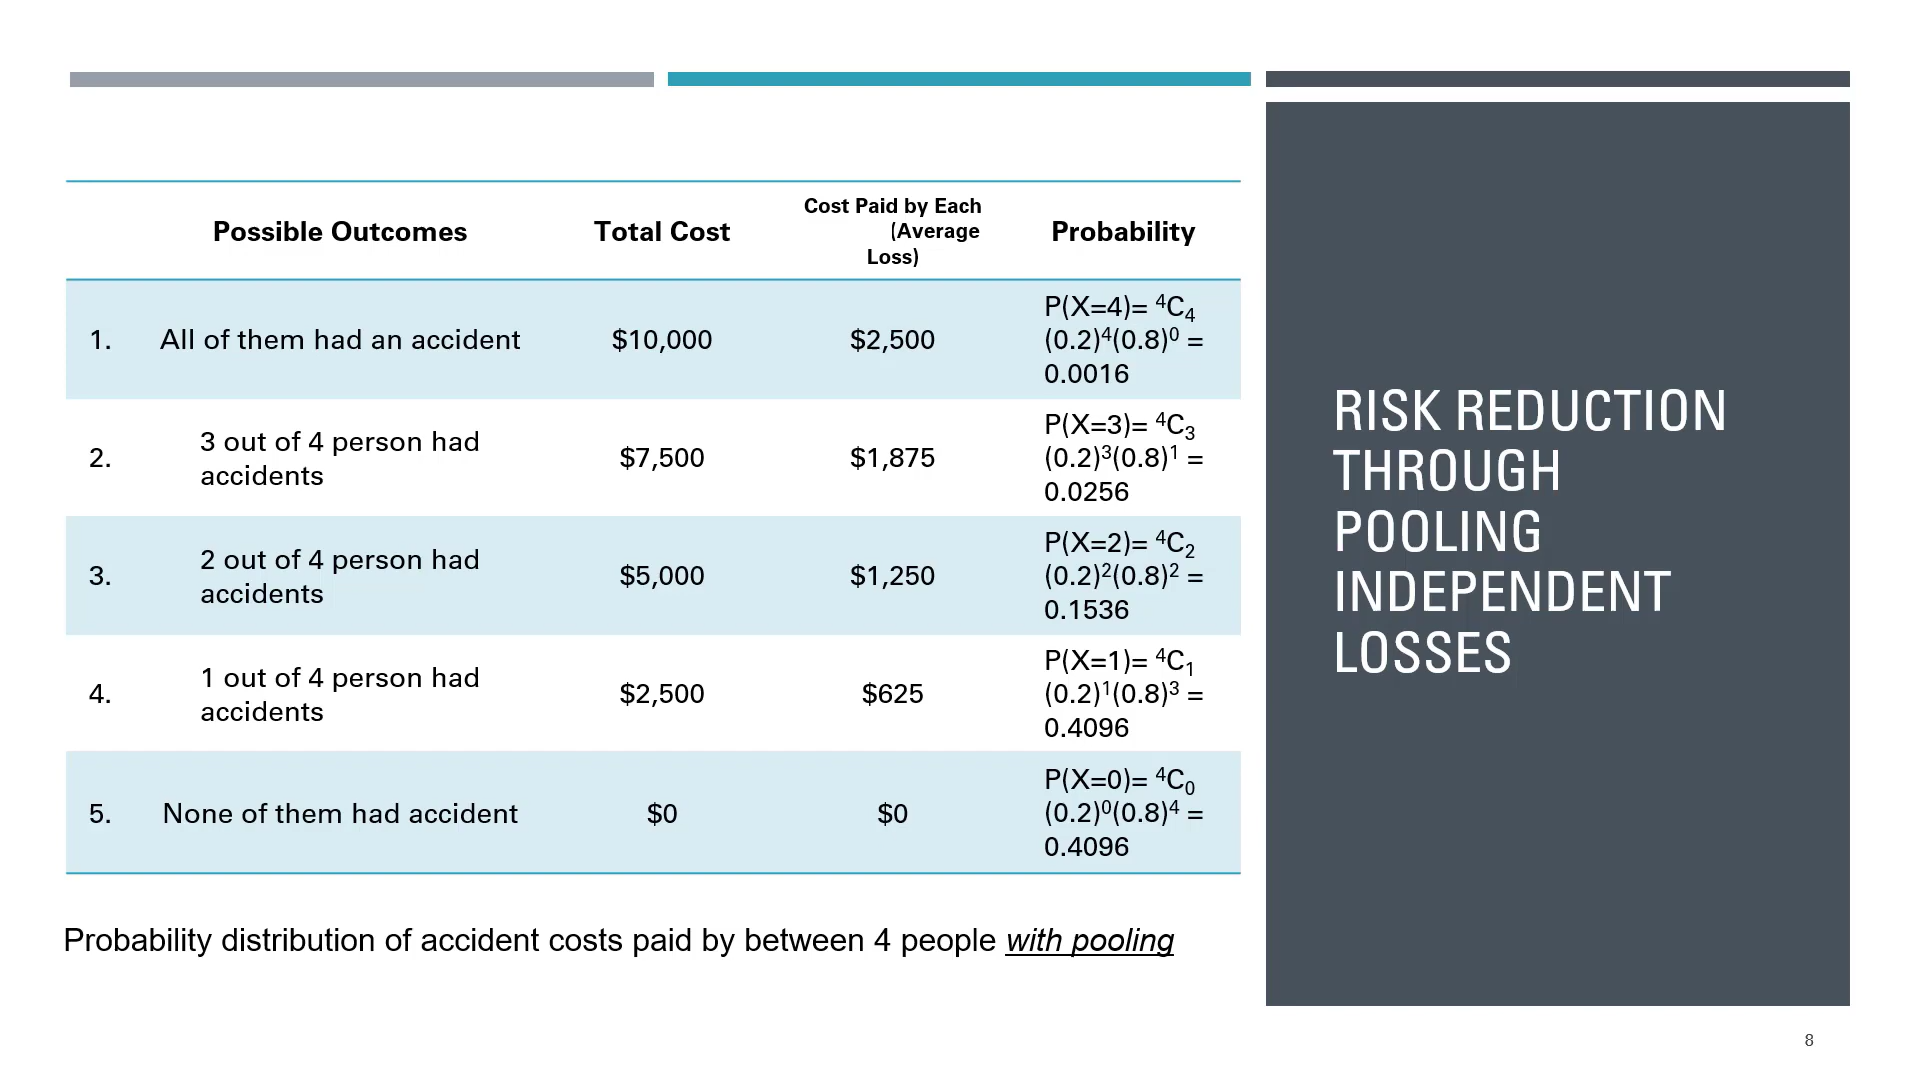 Possible Outcomes
Total Cost
Cost Paid by Each
(Average
Loss)
Probability
1.
All of them had an accident
$10,000
$2,500
P(X=4)= ⁴C₄
(0.2)⁴(0.8)⁰ =
0.0016
2.
3 out of 4 person had
accidents
$7,500
$1,875
P(X=3)= ⁴C₃
(0.2)³(0.8)¹ =
0.0256
3.
2 out of 4 person had
accidents
$5,000
$1,250
P(X=2)= ⁴C₂
(0.2)²(0.8)² =
0.1536
4.
1 out of 4 person had
accidents
$2,500
$625
P(X=1)= ⁴C₁
(0.2)¹(0.8)³ =
0.4096
5.
None of them had accident
$0
$0
P(X=0)= ⁴C₀
(0.2)⁰(0.8)⁴ =
0.4096
Probability distribution of accident costs paid by between 4 people with pooling
RISK REDUCTION
THROUGH
POOLING
INDEPENDENT
LOSSES
8